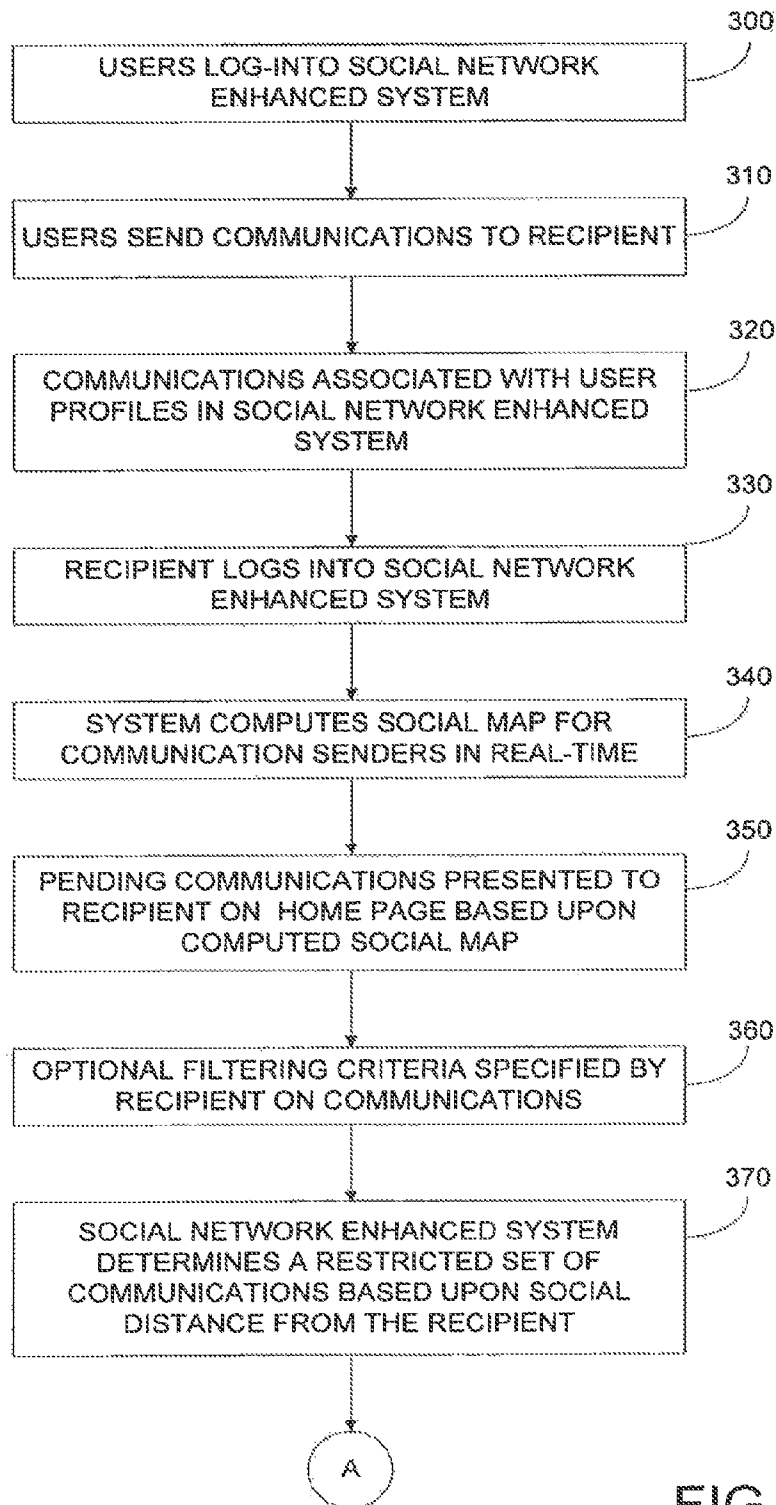 300
USERS LOG-INTO SOCIAL NETWORK
ENHANCED SYSTEM
310
USERS SEND COMMUNICATIONS TO RECIPIENT
320
COMMUNICATIONS ASSOCIATED WITH USER
PROFILES IN SOCIAL NETWORK ENHANCED
SYSTEM
330
RECIPIENT LOGS INTO SOCIAL NETWORK
ENHANCED SYSTEM
340
SYSTEM COMPUTES SOCIAL MAP FOR
COMMUNICATION SENDERS IN REAL-TIME
350
PENDING COMMUNICATIONS PRESENTED TO
RECIPIENT ON HOME PAGE BASED UPON
COMPUTED SOCIAL MAP
360
OPTIONAL FILTERING CRITERIA SPECIFIED BY
RECIPIENT ON COMMUNICATIONS
370
SOCIAL NETWORK ENHANCED SYSTEM
DETERMINES A RESTRICTED SET OF
COMMUNICATIONS BASED UPON SOCIAL
DISTANCE FROM THE RECIPIENT
A
FIG